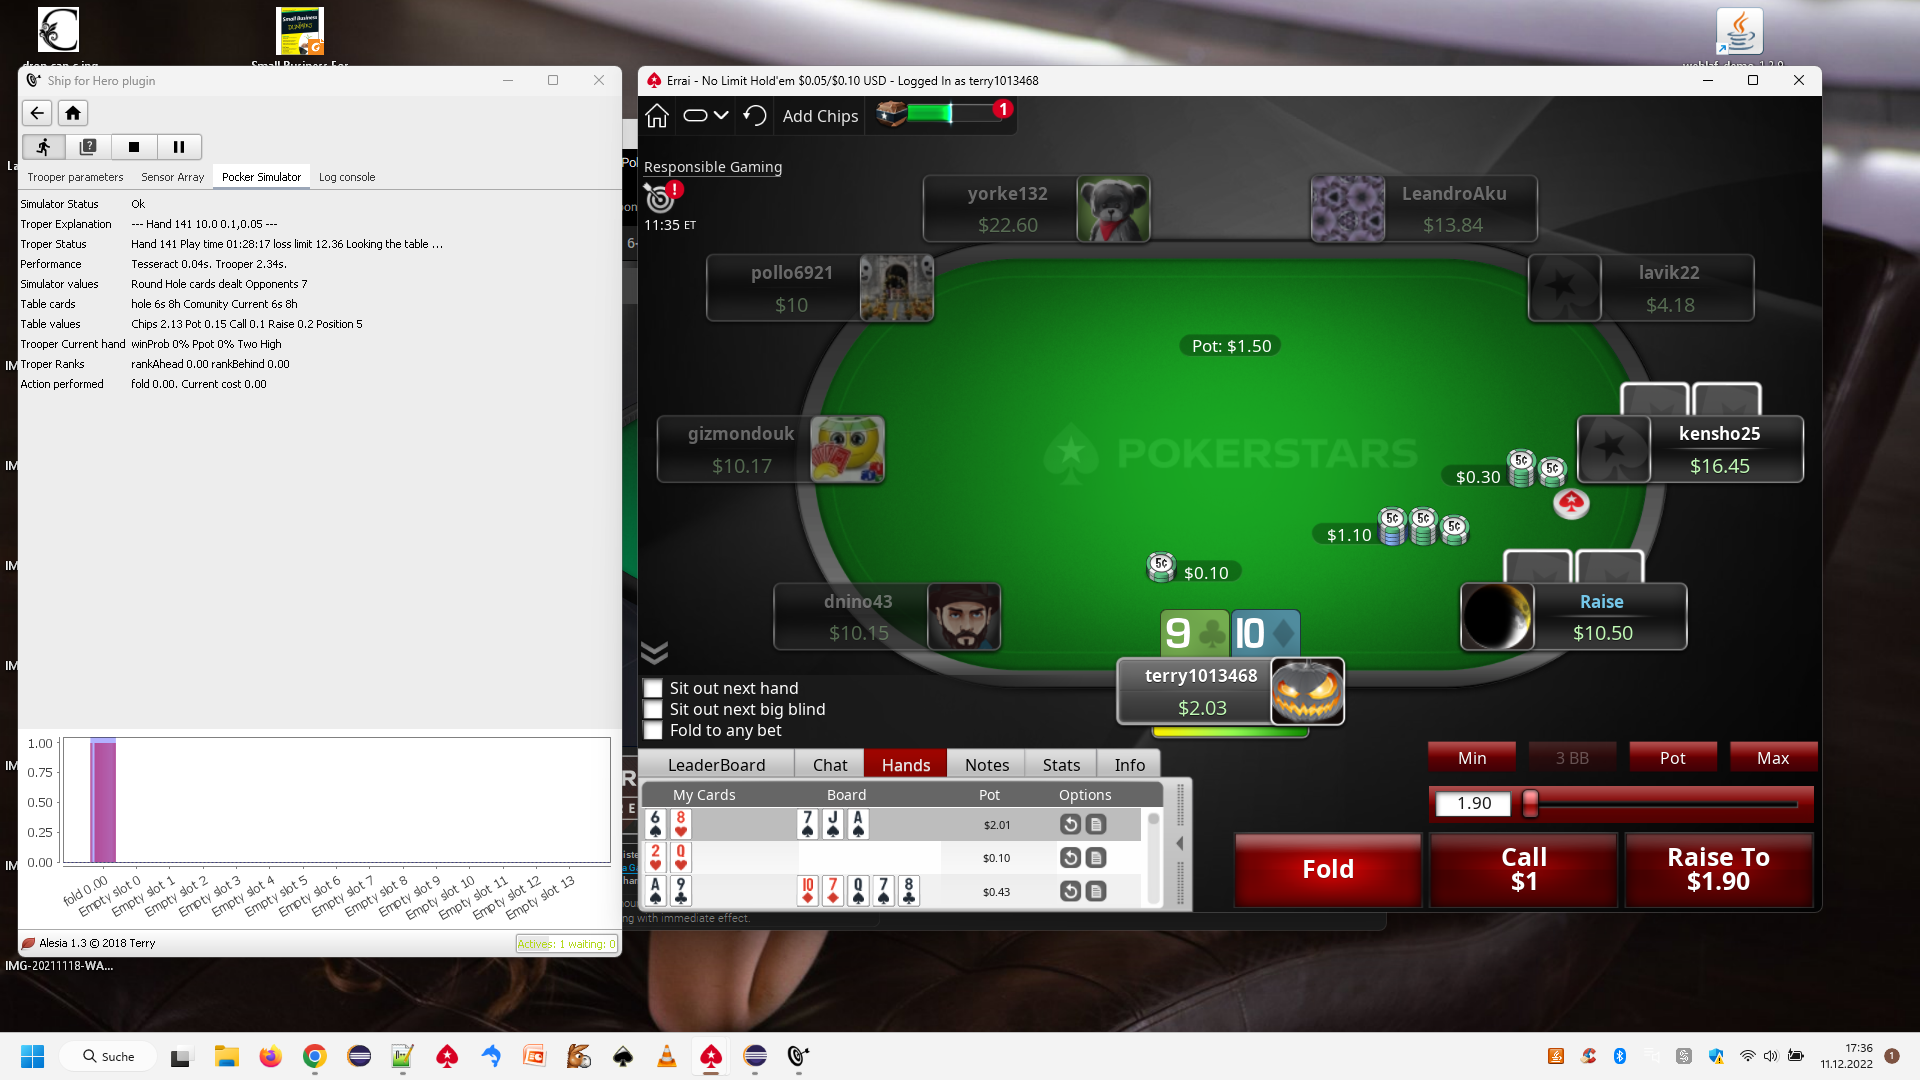 Ship for Hero plugin
Trooper parameters
Sensor Array
Pocker Simulator
Log console
Simulator Status Ok
Troper Explanation --- Hand 141 10.0 0.1,0.05 ---
Troper Status Hand 141 Play time 01:28:17 loss limit 12.36 Looking the table ...
Performance Tesseract 0.04s. Trooper 2.34s.
Simulator values Round Hole cards dealt Opponents 7
Table cards hole 6s 8h Comunity Current 6s 8h
Table values Chips 2.13 Pot 0.15 Call 0.1 Raise 0.2 Position 5
Trooper Current hand winProb 0% Ppot 0% Two High
Troper Ranks rankAhead 0.00 rankBehind 0.00
Action performed fold 0.00. Current cost 0.00
1.00
0.75
0.50
0.25
0.00
fold 0.00
Empty slot 0
Empty slot 1
Empty slot 2
Empty slot 3
Empty slot 4
Empty slot 5
Empty slot 6
Empty slot 7
Empty slot 8
Empty slot 9
Empty slot 10
Empty slot 11
Empty slot 12
Empty slot 13
Alesia 1.3 © 2018 Terry
Actives: 1 waiting: 0
IMG-20211118-WA...
Errai - No Limit Hold'em $0.05/$0.10 USD - Logged In as terry1013468
Add Chips
1
Responsible Gaming
11:35 ET
yorke132
$22.60
LeandroAku
$13.84
pollo6921
$10
lavik22
$4.18
Pot: $1.50
gizmondouk
$10.17
POKERSTARS
kensho25
$16.45
$0.30
$1.10
$0.10
dnino43
$10.15
9 10
Raise
$10.50
terry1013468
$2.03
Sit out next hand
Sit out next big blind
Fold to any bet
LeaderBoard Chat Hands Notes Stats Info
My Cards Board Pot Options
6 8 7 J A $2.01
2 Q $0.10
A 9 10 7 Q 7 8 $0.43
ng with immediate effect.
Min 3 BB Pot Max
1.90
Fold
Call
$1
Raise To
$1.90
Suche
17:36
11.12.2022
1